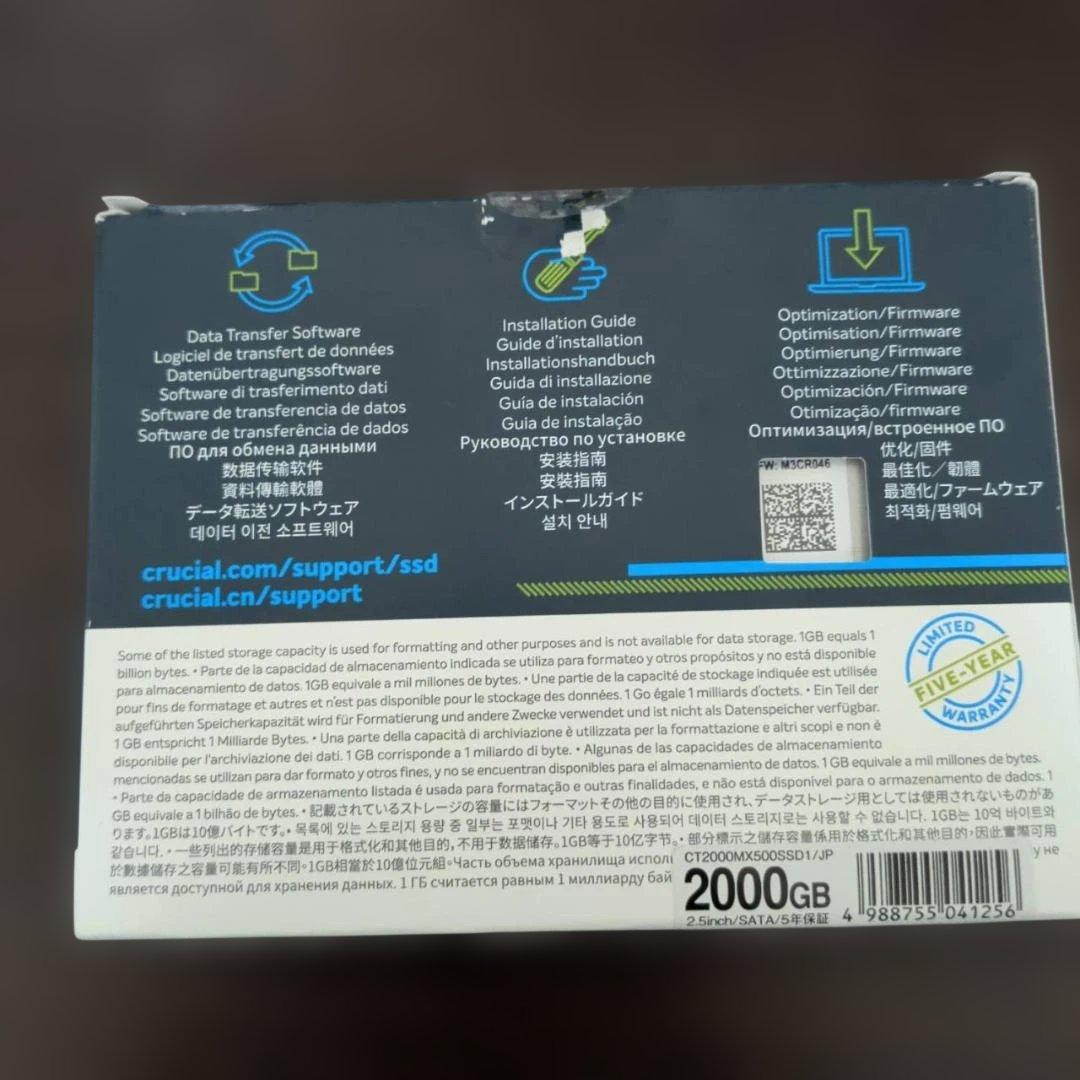 Data Transfer Software
Logiciel de transfert de données
Datenübertragungssoftware
Software di trasferimento dati
Software de transferencia de datos
Software de transferência de dados
ПО для обмена данными
数据传输软件
資料傳輸軟體
データ転送ソフトウェア
데이터 이전 소프트웨어
Installation Guide
Guide d'installation
Installationshandbuch
Guida di installazione
Guía de instalación
Guia de instalação
Руководство по установке
安装指南
安裝指南
インストールガイド
설치 안내
Optimization/Firmware
Optimisation/Firmware
Optimierung/Firmware
Ottimizzazione/Firmware
Optimización/Firmware
Otimização/firmware
Оптимизация/встроенное ПО
优化/固件
最佳化／韌體
最適化/ファームウェア
최적화/펌웨어
FW: M3CR046
crucial.com/support/ssd
crucial.cn/support
LIMITED
FIVE-YEAR
WARRANTY
Some of the listed storage capacity is used for formatting and other purposes and is not available for data storage. 1GB equals 1
billion bytes. • Parte de la capacidad de almacenamiento indicada se utiliza para formateo y otros propósitos y no está disponible
para almacenamiento de datos. 1GB equivale a mil millones de bytes. • Une partie de la capacité de stockage indiquée est utilisée
pour fins de formatage et autres et n'est pas disponible pour le stockage des données. 1 Go égale 1 milliards d'octets. • Ein Teil der
aufgeführten Speicherkapazität wird für Formatierung und andere Zwecke verwendet und ist nicht als Datenspeicher verfügbar.
1 GB entspricht 1 Milliarde Bytes. • Una parte della capacità di archiviazione è utilizzata per la formattazione e altri scopi e non è
disponibile per l'archiviazione dei dati. 1 GB corrisponde a 1 miliardo di byte. • Algunas de las capacidades de almacenamiento
mencionadas se utilizan para dar formato y otros fines, y no se encuentran disponibles para el almacenamiento de datos. 1 GB equivale a mil millones de bytes.
• Parte da capacidade de armazenamento listada é usada para formatação e outras finalidades, e não está disponível para o armazenamento de dados. 1
GB equivale a 1 bilhão de bytes. • 記載されているストレージの容量にはフォーマットその他の目的に使用され、データストレージ用としては使用されないものがあ
ります。1GBは10億バイトです。• 목록에 있는 스토리지 용량 중 일부는 포맷이나 기타 용도로 사용되어 데이터 스토리지로는 사용할 수 없습니다. 1GB는 10억 바이트와
같습니다. • 一些列出的存储容量是用于格式化和其他目的, 不用于数据储存。1GB等于10亿字节。• 部分標示之儲存容量係用於格式化和其他目的，因此實際可用
於數據儲存之容量可能有所不同。1GB相當於10億位元組。•Часть объема хранилища исполь
у не
является доступной для хранения данных. 1 ГБ считается равным 1 миллиарду бай
CT2000MX500SSD1/JP
2000GB
2.5inch/SATA/5年保証
4 988755 041256